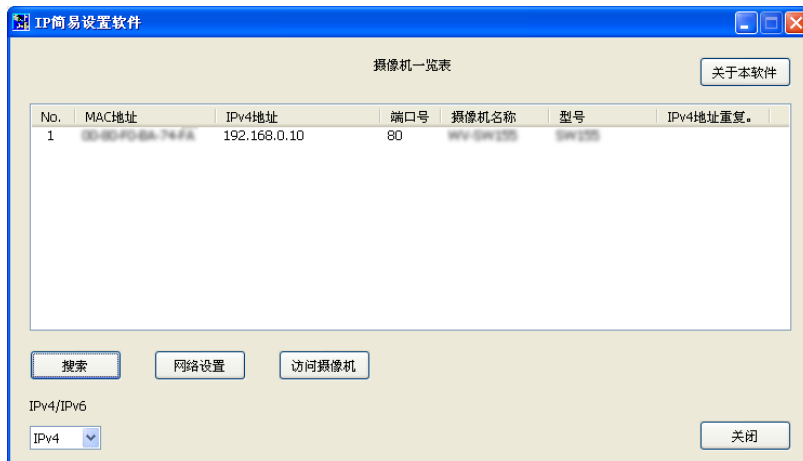 IP简易设置软件
摄像机一览表
关于本软件
No. MAC地址 IPv4地址 端口号 摄像机名称 型号 IPv4地址重复。
1 192.168.0.10 80
搜索 网络设置 访问摄像机
IPv4/IPv6
IPv4
关闭